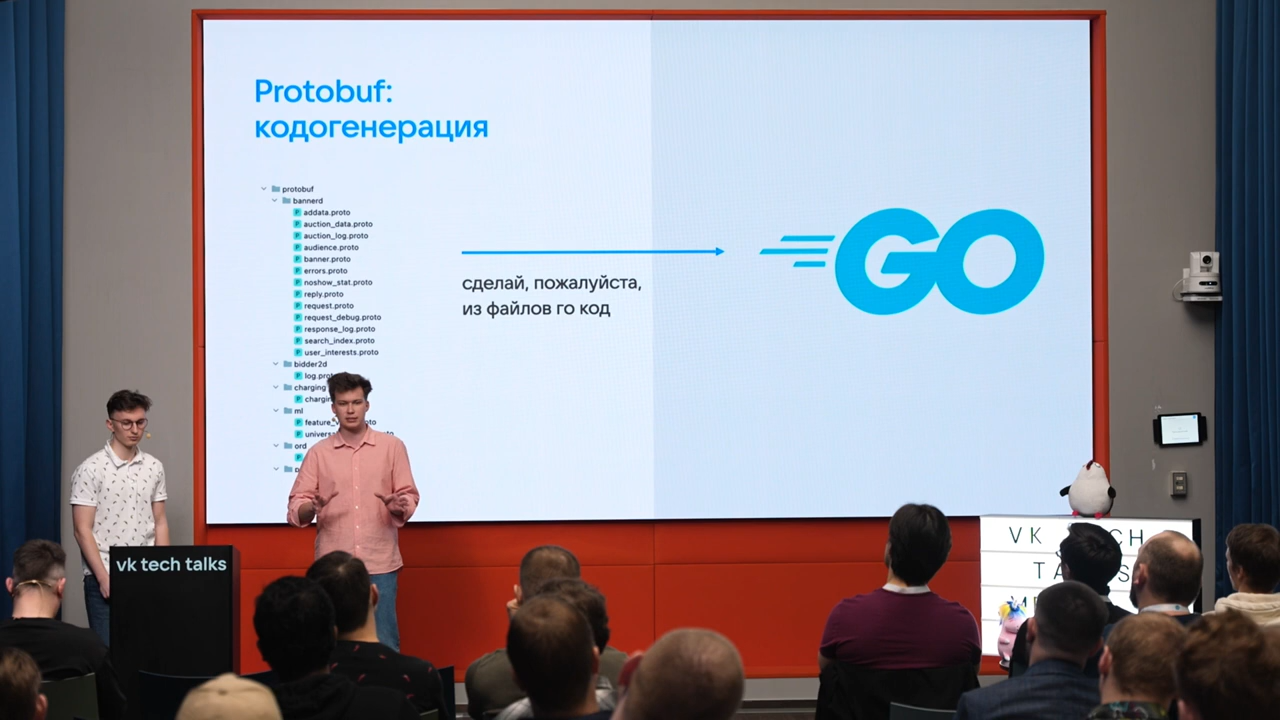 Protobuf:
кодогенерация
protobuf
bannerd
addata.proto
auction_data.proto
auction_log.proto
audience.proto
banner.proto
errors.proto
noshow_stat.proto
reply.proto
request.proto
request_debug.proto
response_log.proto
search_index.proto
user_interests.proto
bidder2d
charging
ml
ord
сделай, пожалуйста,
из файлов го код
GO
vk tech talks
VK